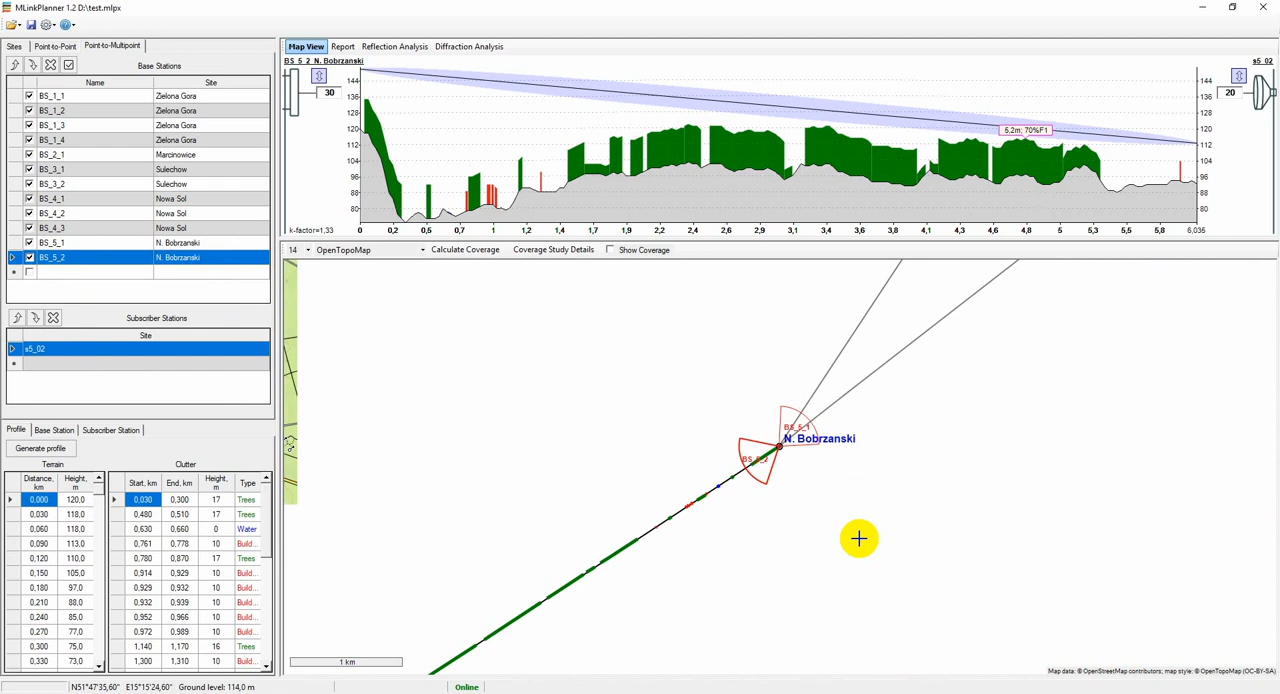 MLinkPlanner 1.2 D:\test.mlpx
Sites Point-to-Point Point-to-Multipoint
Base Stations
Name Site
BS_1_1 Zielona Gora
BS_1_2 Zielona Gora
BS_1_3 Zielona Gora
BS_1_4 Zielona Gora
BS_2_1 Marcinowice
BS_3_1 Sulechow
BS_3_2 Sulechow
BS_4_1 Nowa Sol
BS_4_2 Nowa Sol
BS_4_3 Nowa Sol
BS_5_1 N. Bobrzanski
BS_5_2 N. Bobrzanski
Subscriber Stations
Site
s5_02
Profile Base Station Subscriber Station
Generate profile
Terrain Clutter
Distance, km Height, m Start, km End, km Height, m Type
0,000 120,0 0,030 0,300 17 Trees
0,030 118,0 0,480 0,510 17 Trees
0,060 118,0 0,630 0,660 0 Water
0,090 113,0 0,761 0,778 10 Build...
0,120 110,0 0,780 0,870 17 Trees
0,150 105,0 0,914 0,929 10 Build...
0,180 97,0 0,929 0,932 10 Build...
0,210 88,0 0,932 0,939 10 Build...
0,240 85,0 0,952 0,966 10 Build...
0,270 77,0 0,972 0,989 10 Build...
0,300 75,0 1,140 1,170 16 Trees
0,330 73,0 1,300 1,310 10 Build...
Map View Report Reflection Analysis Diffraction Analysis
BS_5_2 N. Bobrzanski s5_02
30 20
144 144
136 136
128 128
120 120
112 112
104 104
96 96
88 88
80 80
5,2m; 70%F1
k-factor=1,33 0 0,2 0,5 0,7 1 1,2 1,4 1,7 1,9 2,2 2,4 2,6 2,9 3,1 3,4 3,6 3,8 4,1 4,3 4,6 4,8 5 5,3 5,5 5,8 6,035
14 OpenTopoMap Calculate Coverage Coverage Study Details Show Coverage
BS_5_1
N. Bobrzanski
BS_5_2
1 km
Map data: © OpenStreetMap contributors; map style: © OpenTopoMap (CC-BY-SA)
N51°47'35,60" E15°15'24,60" Ground level: 114,0 m Online